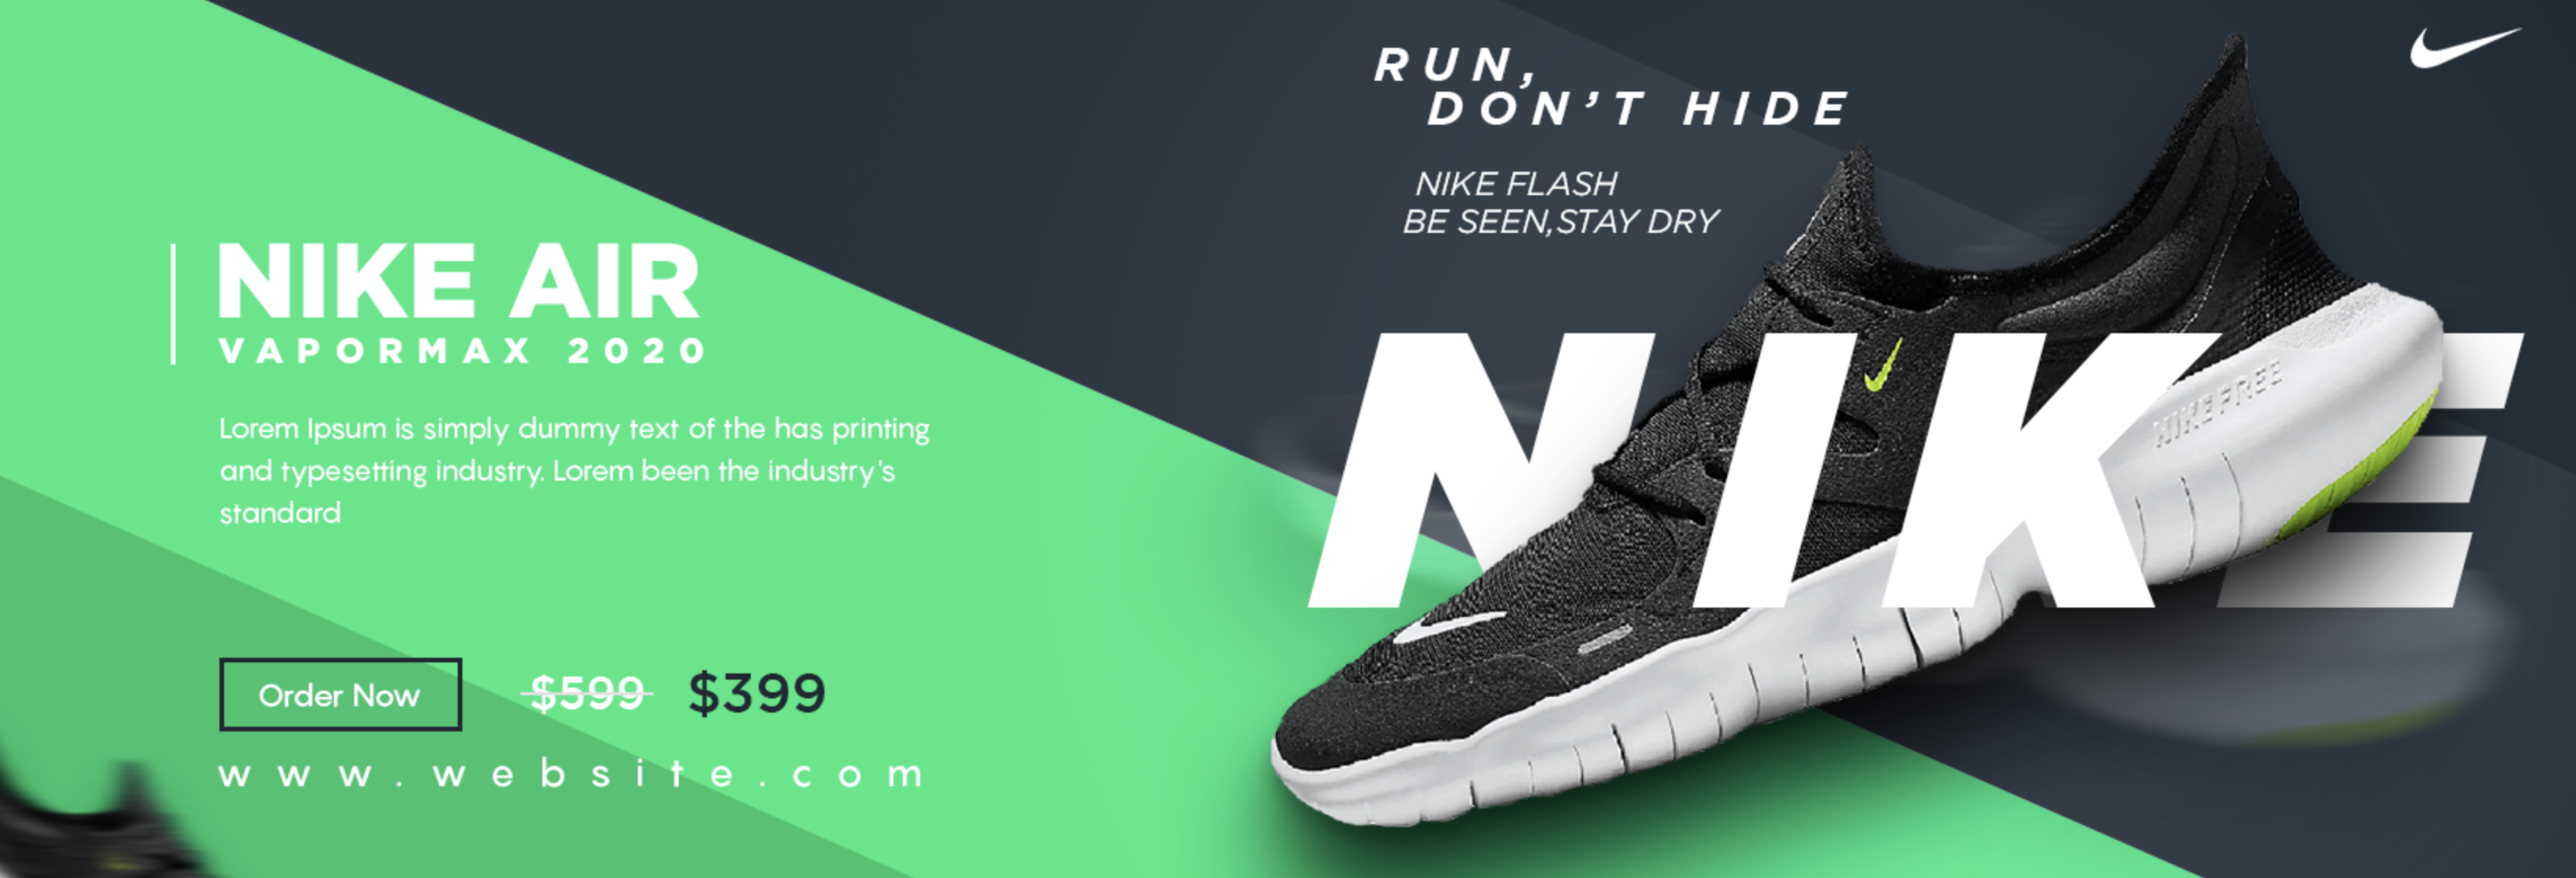 NIKE AIR
VAPORMAX 2020
Lorem Ipsum is simply dummy text of the has printing
and typesetting industry. Lorem been the industry's
standard
Order Now
$599 $399
www.website.com
RUN,
DON'T HIDE
NIKE FLASH
BE SEEN,STAY DRY
NIKE
NIKE FREE